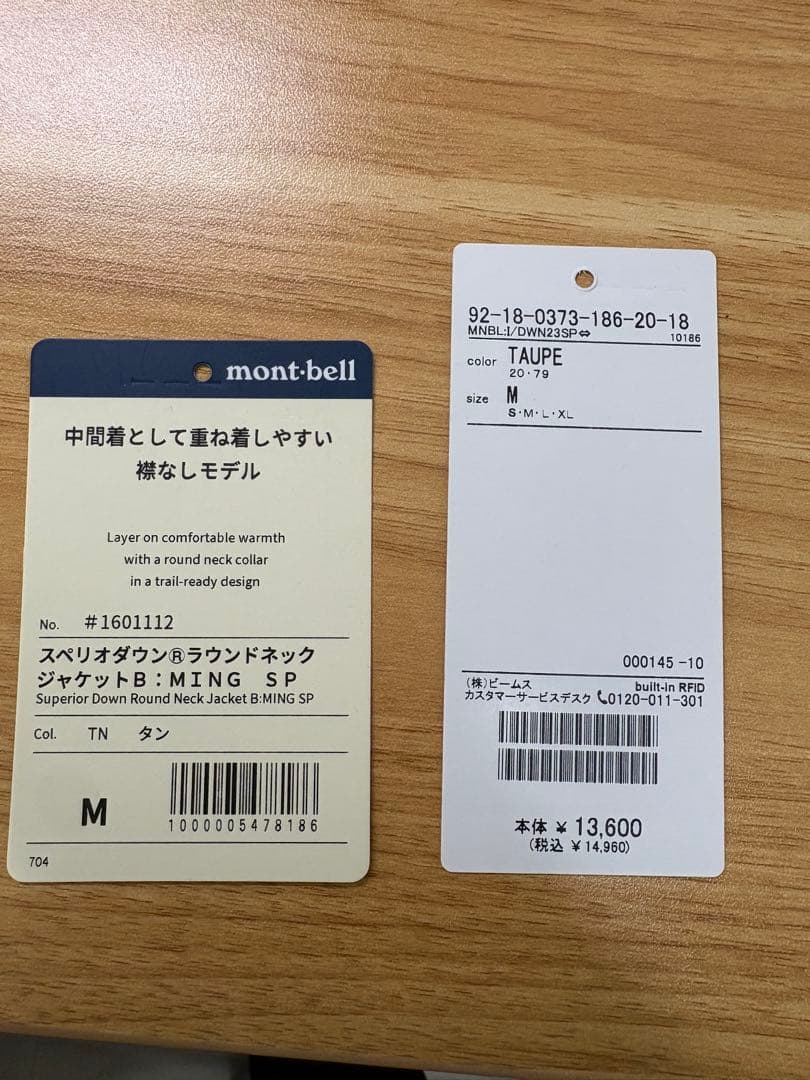 mont·bell
中間着として重ね着しやすい
襟なしモデル
Layer on comfortable warmth
with a round neck collar
in a trail-ready design
No. #1601112
スペリオダウン®ラウンドネック
ジャケットB:MING SP
Superior Down Round Neck Jacket B:MING SP
Col. TN タン
M
1000005478186
704
92-18-0373-186-20-18
MNBL:I/DWN23SP⇔
10186
color TAUPE
20・79
size M
S・M・L・XL
000145 -10
(株)ビームス built-in RFID
カスタマーサービスデスク 📞0120-011-301
本体 ¥ 13,600
(税込 ¥14,960)